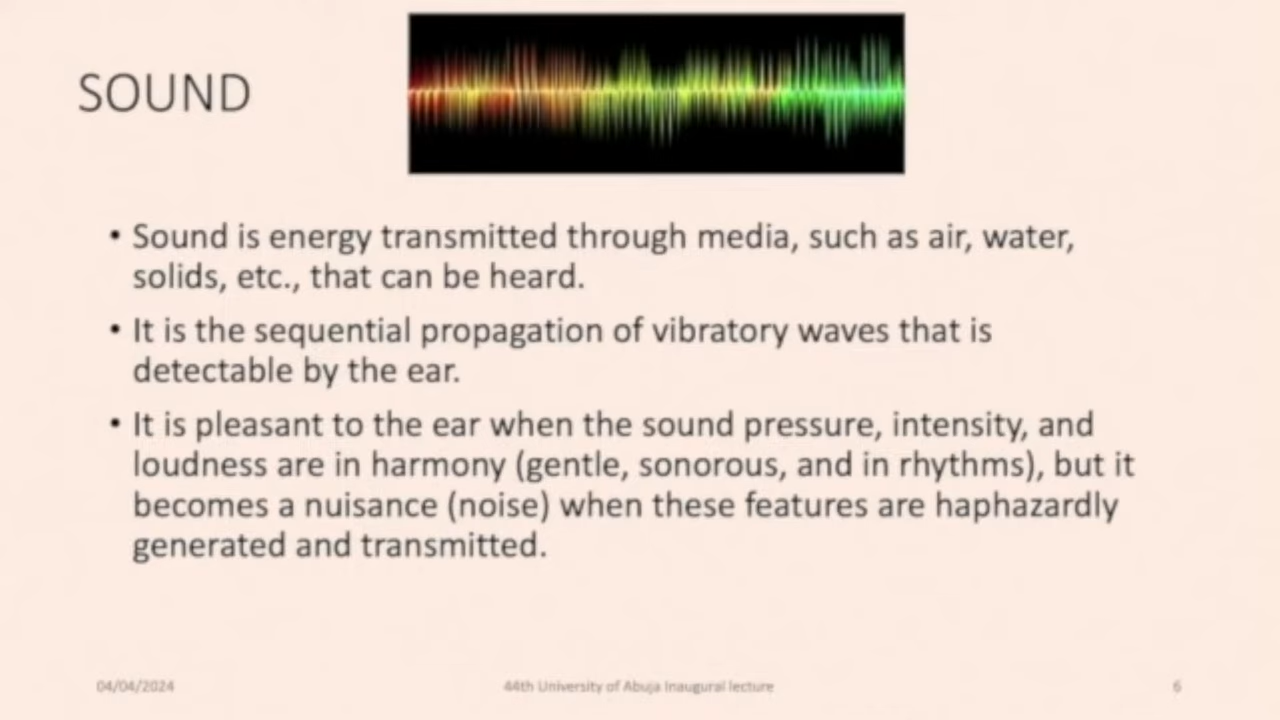 SOUND
• Sound is energy transmitted through media, such as air, water,
solids, etc., that can be heard.
• It is the sequential propagation of vibratory waves that is
detectable by the ear.
• It is pleasant to the ear when the sound pressure, intensity, and
loudness are in harmony (gentle, sonorous, and in rhythms), but it
becomes a nuisance (noise) when these features are haphazardly
generated and transmitted.
04/04/2024
44th University of Abuja Inaugural lecture
6